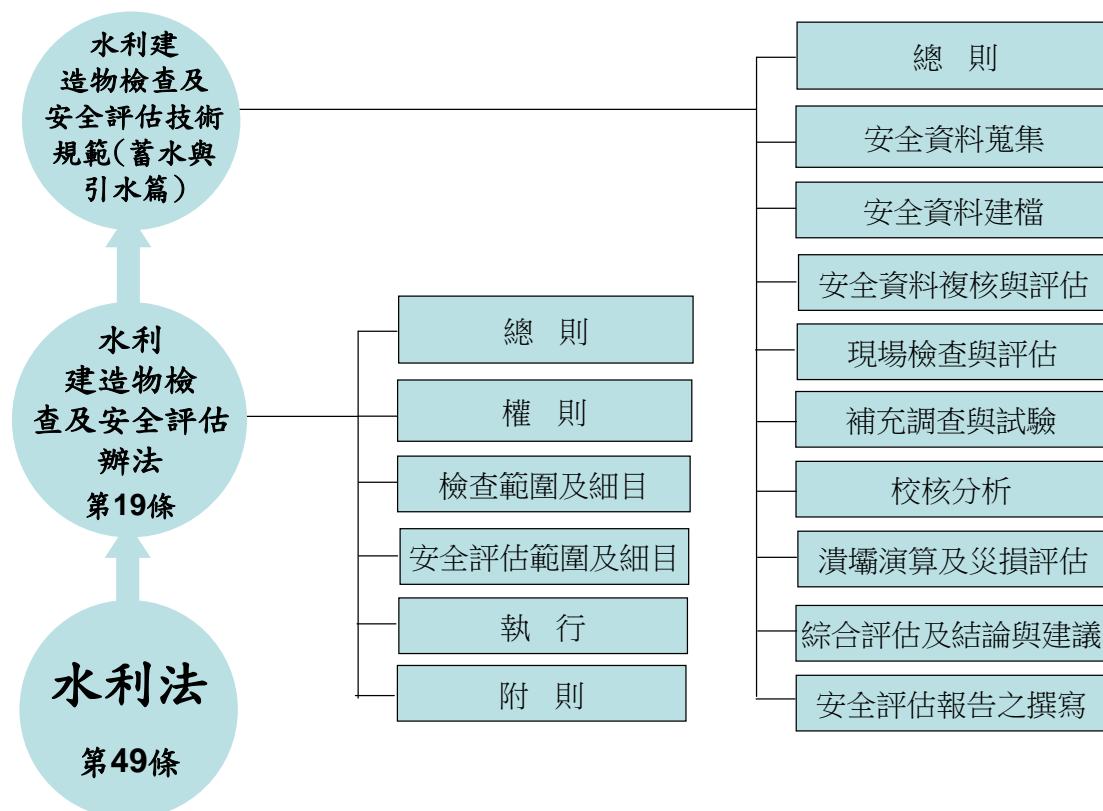 水利建
造物檢查及
安全評估技術
規範(蓄水與
引水篇)
總 則
安全資料蒐集
安全資料建檔
安全資料複核與評估
現場檢查與評估
補充調查與試驗
校核分析
潰壩演算及災損評估
綜合評估及結論與建議
安全評估報告之撰寫
水利
建造物檢
查及安全評估
辦法
第19條
總 則
權 則
檢查範圍及細目
安全評估範圍及細目
執 行
附 則
水利法
第49條